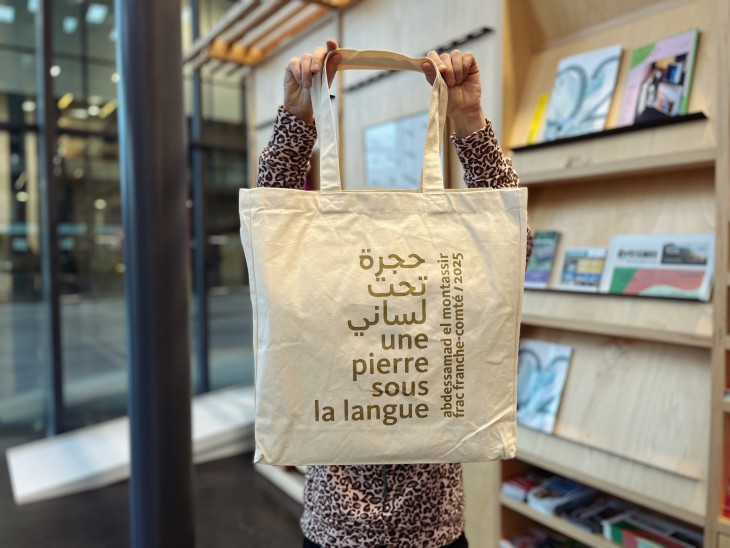 حجرة
تحت
لساني
une
pierre
sous
la langue
abdessamad el montassir
frac franche-comté / 2025